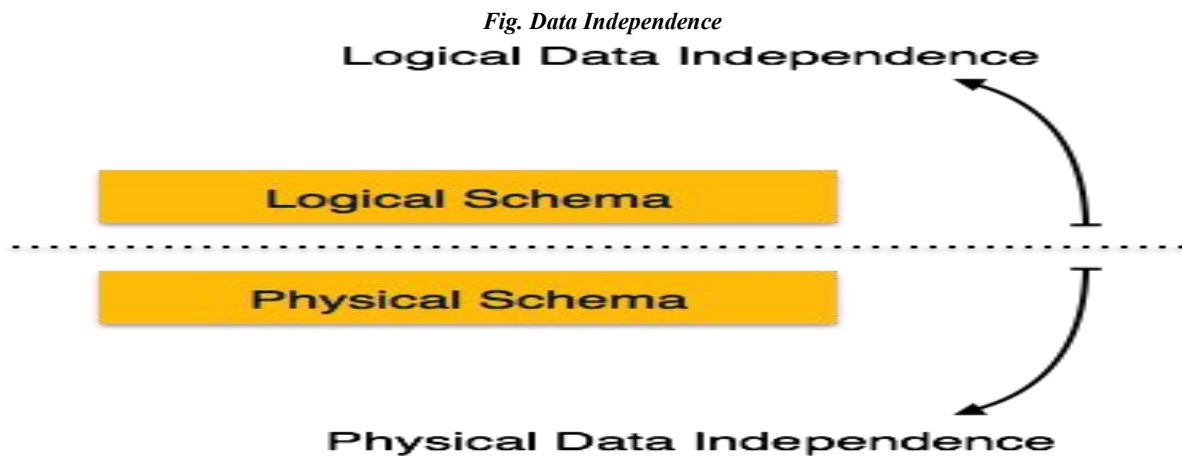 Fig. Data Independence
Logical Data Independence
Logical Schema
Physical Schema
Physical Data Independence